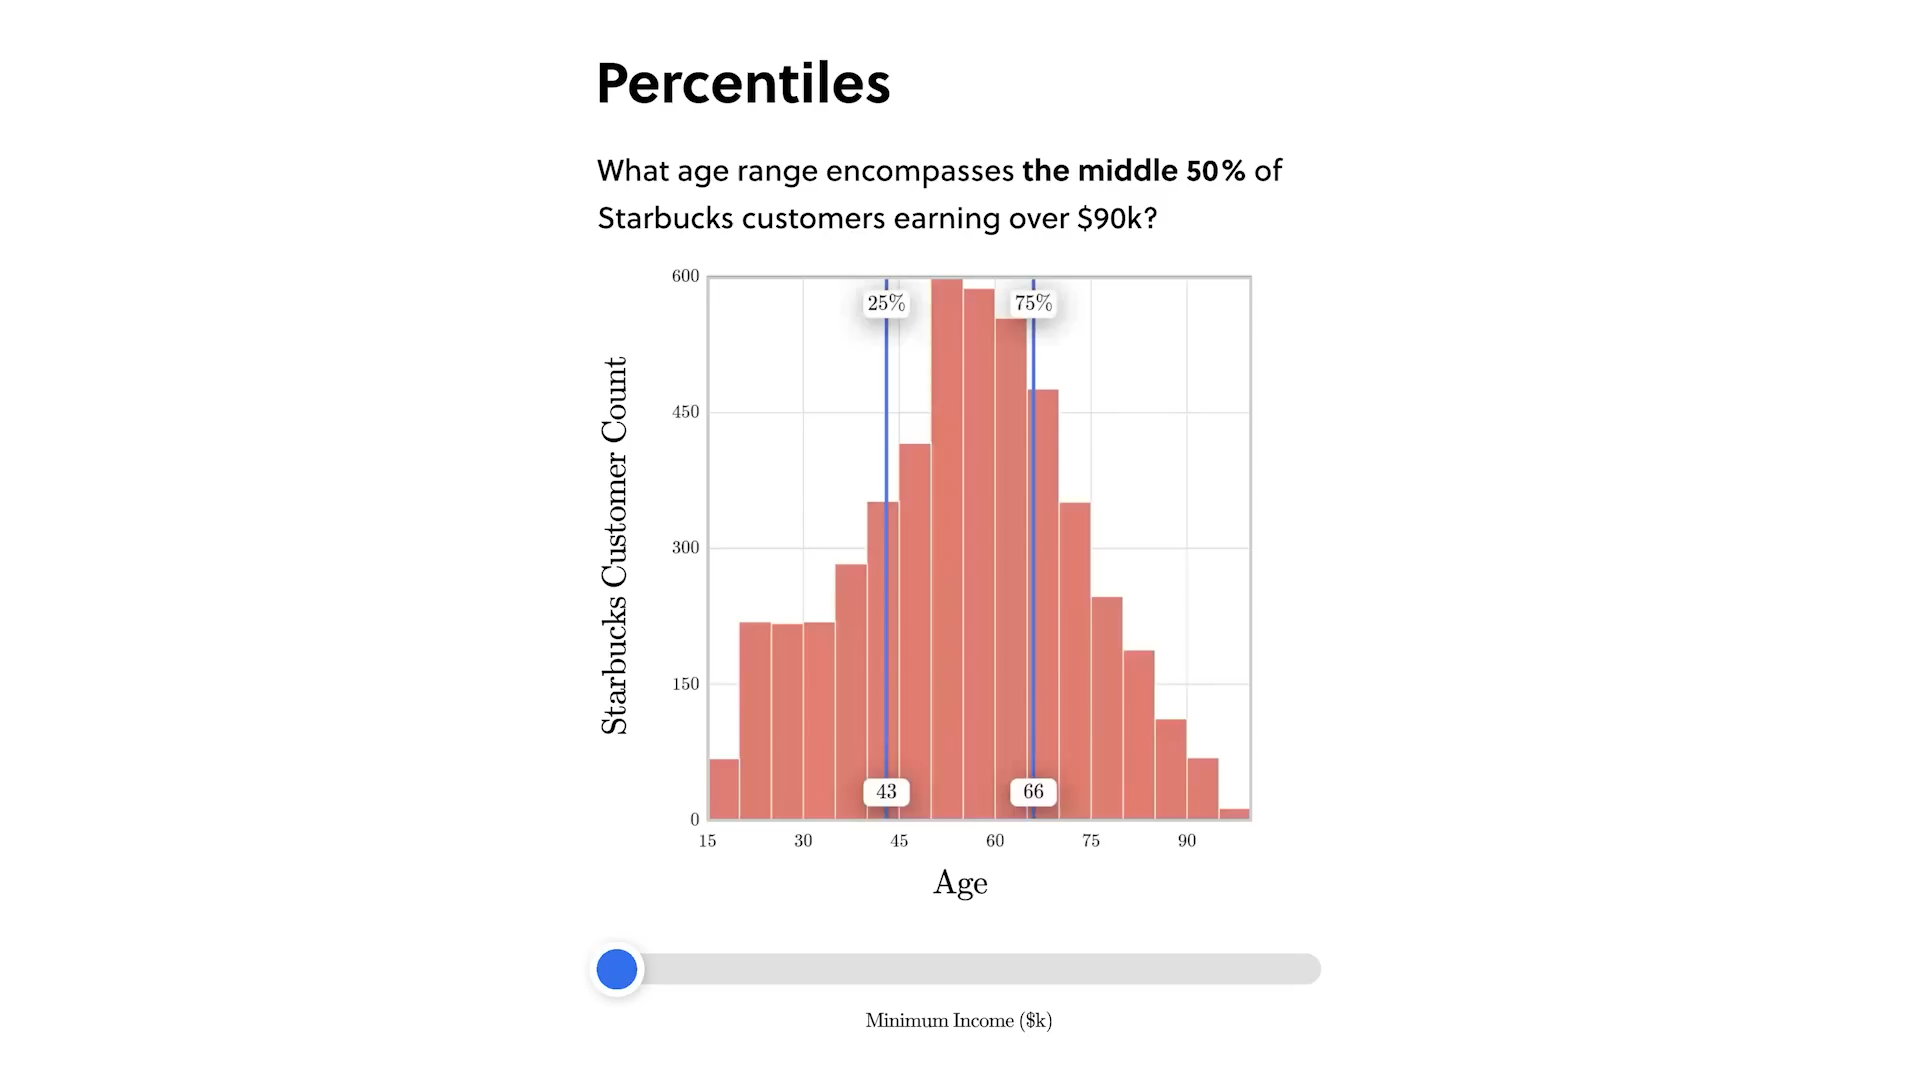 Percentiles
What age range encompasses the middle 50% of
Starbucks customers earning over $90k?
600
450
300
150
0
Starbucks Customer Count
25%
75%
43
66
15
30
45
60
75
90
Age
Minimum Income ($k)